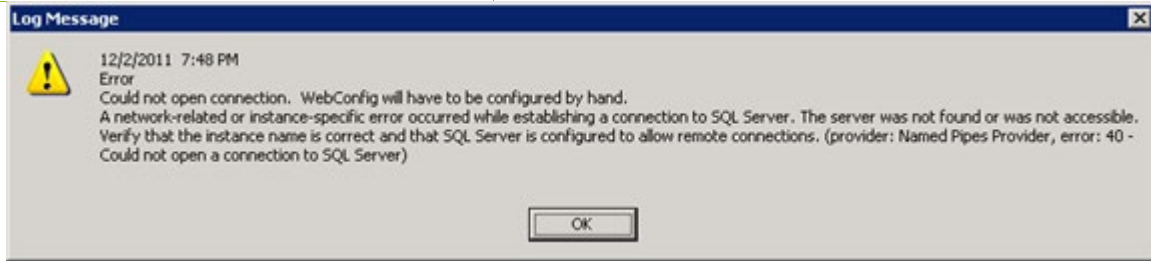 Log Message
12/2/2011 7:48 PM
Error
Could not open connection. WebConfig will have to be configured by hand.
A network-related or instance-specific error occurred while establishing a connection to SQL Server. The server was not found or was not accessible.
Verify that the instance name is correct and that SQL Server is configured to allow remote connections. (provider: Named Pipes Provider, error: 40 -
Could not open a connection to SQL Server)
OK